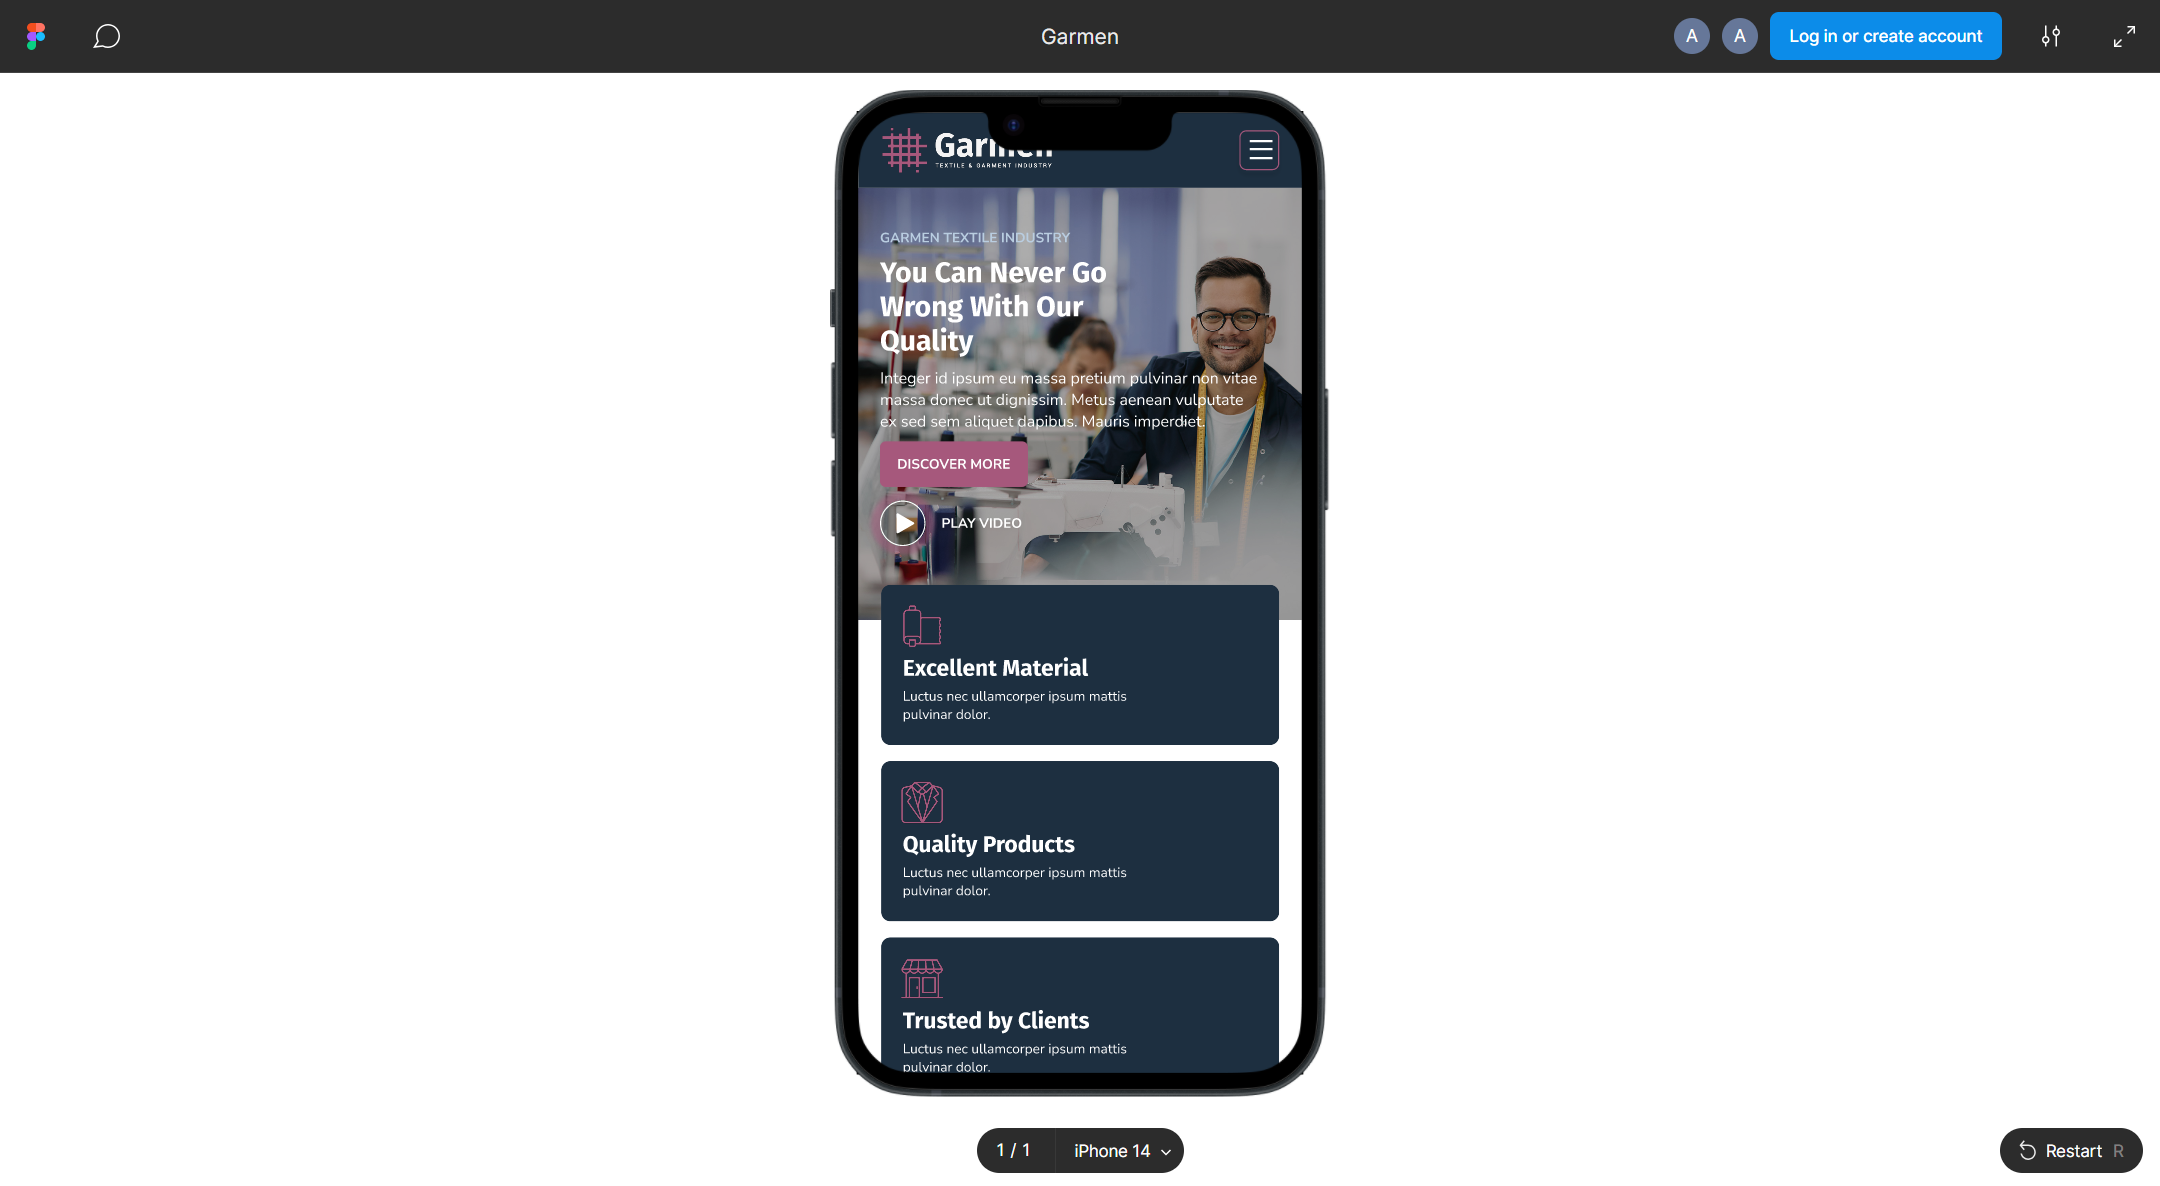 Garmen
A
A
Log in or create account
Garmen
TEXTILE & GARMENT INDUSTRY
GARMEN TEXTILE INDUSTRY
You Can Never Go
Wrong With Our
Quality
Integer id ipsum eu massa pretium pulvinar non vitae
massa donec ut dignissim. Metus aenean vulputate
ex sed sem aliquet dapibus. Mauris imperdiet.
DISCOVER MORE
PLAY VIDEO
Excellent Material
Luctus nec ullamcorper ipsum mattis
pulvinar dolor.
Quality Products
Luctus nec ullamcorper ipsum mattis
pulvinar dolor.
Trusted by Clients
Luctus nec ullamcorper ipsum mattis
pulvinar dolor.
1 / 1
iPhone 14
Restart R